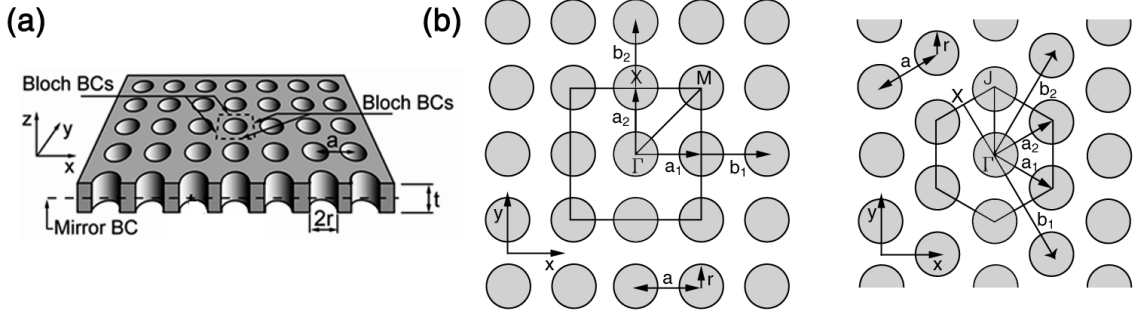 (a)
Bloch BCs
Bloch BCs
z
y
x
a
t
2r
Mirror BC
(b)
b2
X
M
a2
Γ
a1
b1
y
x
a
r
r
a
J
X
b2
a2
Γ
a1
b1
y
x